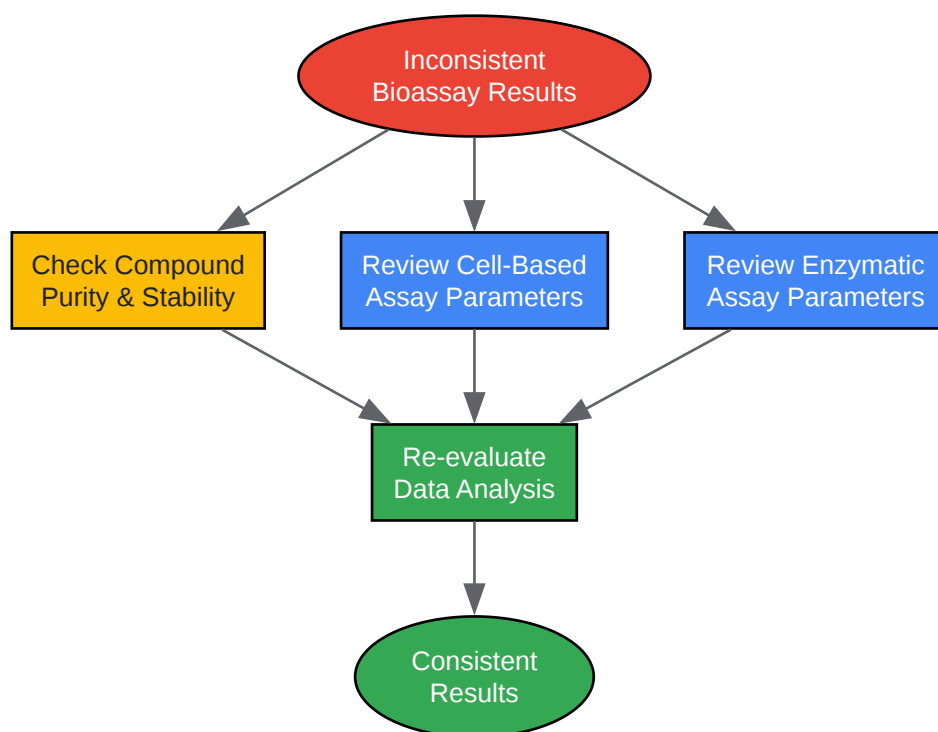 Inconsistent
Bioassay Results
Check Compound
Purity & Stability
Review Cell-Based
Assay Parameters
Review Enzymatic
Assay Parameters
Re-evaluate
Data Analysis
Consistent
Results